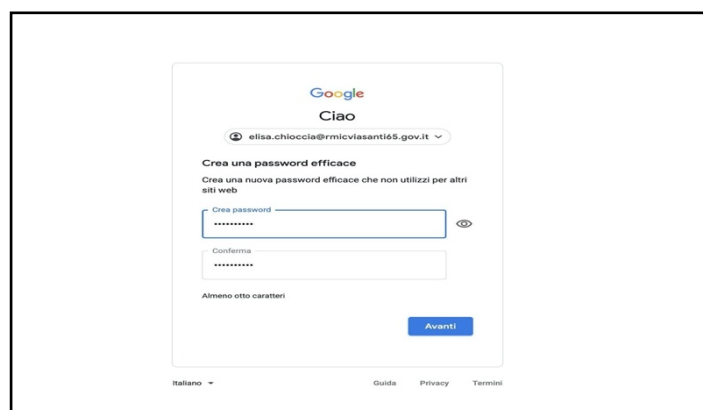 Google
Ciao
elisa.chioccia@rmicviasanti65.gov.it
Crea una password efficace
Crea una nuova password efficace che non utilizzi per altri
siti web
Crea password
••••••••••
Conferma
••••••••••
Almeno otto caratteri
Avanti
Italiano Guida Privacy Termini